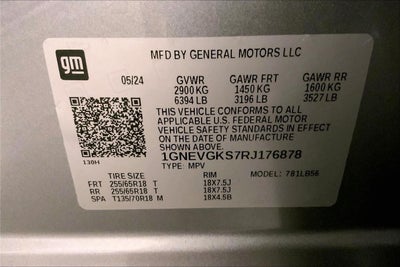 gm
MFD BY GENERAL MOTORS LLC
05/24 GVWR GAWR FRT GAWR RR
2900 KG 1450 KG 1600 KG
6394 LB 3196 LB 3527 LB
THIS VEHICLE CONFORMS TO ALL
APPLICABLE U.S. FEDERAL MOTOR
VEHICLE SAFETY STANDARDS IN EFFECT
ON THE DATE OF MANUFACTURE
SHOWN ABOVE.
130H
1GNEVGKS7RJ176878
TYPE: MPV MODEL: 781LB56
TIRE SIZE RIM
FRT 255/65R18 T 18X7.5J
RR 255/65R18 T 18X7.5J
SPA T135/70R18 M 18X4.5B